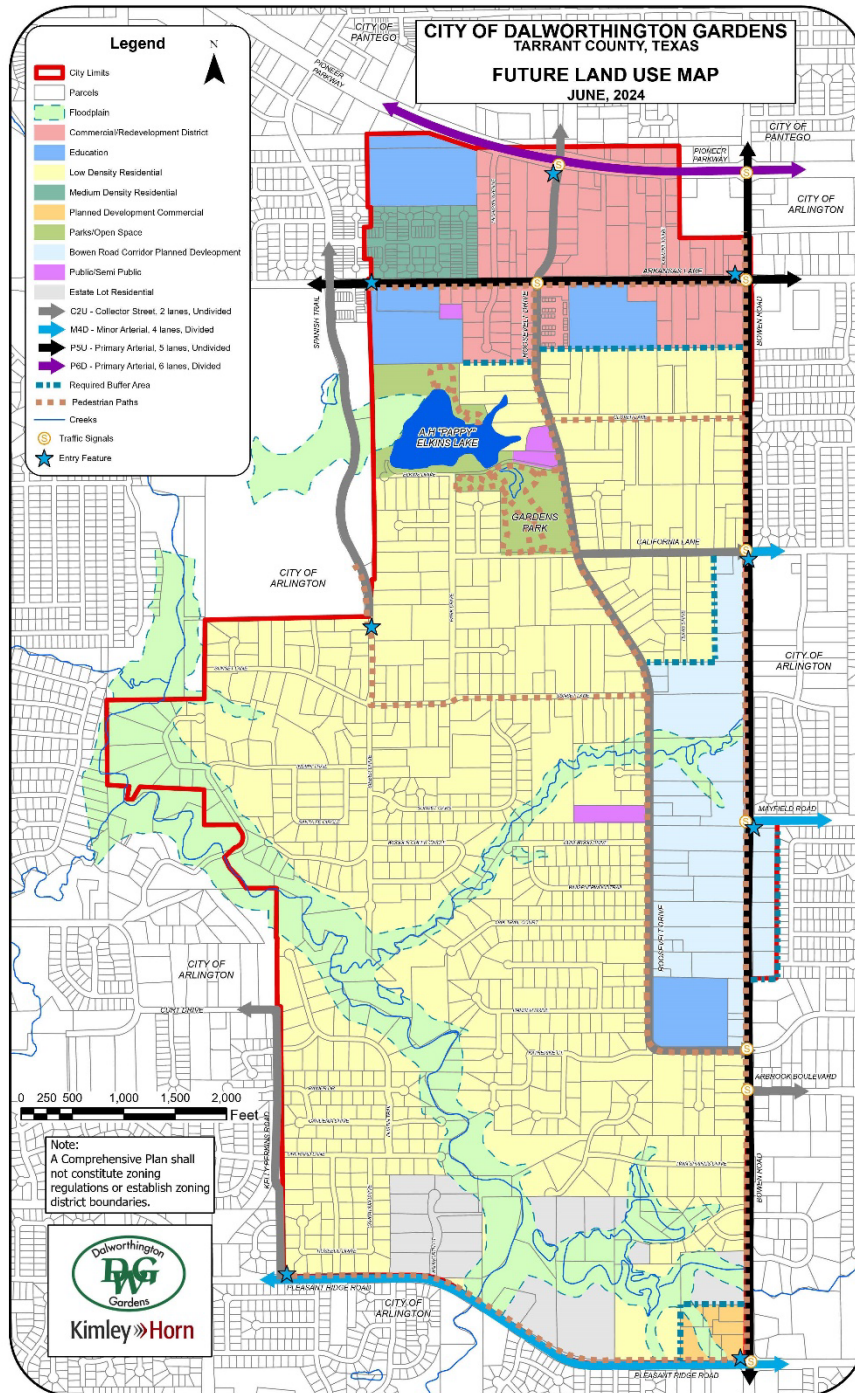 CITY OF
PANTEGO
CITY OF DALWORTHINGTON GARDENS
TARRANT COUNTY, TEXAS
FUTURE LAND USE MAP
JUNE, 2024
Legend
N
City Limits
Parcels
Floodplain
Commercial/Redevelopment District
Education
Low Density Residential
Medium Density Residential
Planned Development Commercial
Parks/Open Space
Bowen Road Corridor Planned Devleopment
Public/Semi Public
Estate Lot Residential
C2U - Collector Street, 2 lanes, Undivided
M4D - Minor Arterial, 4 lanes, Divided
P5U - Primary Arterial, 5 lanes, Undivided
P6D - Primary Arterial, 6 lanes, Divided
Required Buffer Area
Pedestrian Paths
Creeks
S Traffic Signals
Entry Feature
PIONEER
PARKWAY
CITY OF
PANTEGO
PIONEER
PARKWAY
S
S
CITY OF
ARLINGTON
ARKANSAS LANE
S
S
SPANISH TRAIL
ROOSEVELT DRIVE
BOWEN ROAD
A.H "PAPPY"
ELKINS LAKE
GARDENS
PARK
CALIFORNIA LANE
S
CITY OF
ARLINGTON
CITY OF
ARLINGTON
MAYFIELD ROAD
S
ROOSEVELT DRIVE
CITY OF
ARLINGTON
CURT DRIVE
S
ARBROOK BOULEVARD
S
0 250 500 1,000 1,500 2,000
Feet
KELLY PERKINS ROAD
BOWEN ROAD
Note:
A Comprehensive Plan shall
not constitute zoning
regulations or establish zoning
district boundaries.
Dalworthington
DWG
Gardens
Kimley»Horn
PLEASANT RIDGE ROAD
CITY OF
ARLINGTON
S
PLEASANT RIDGE ROAD